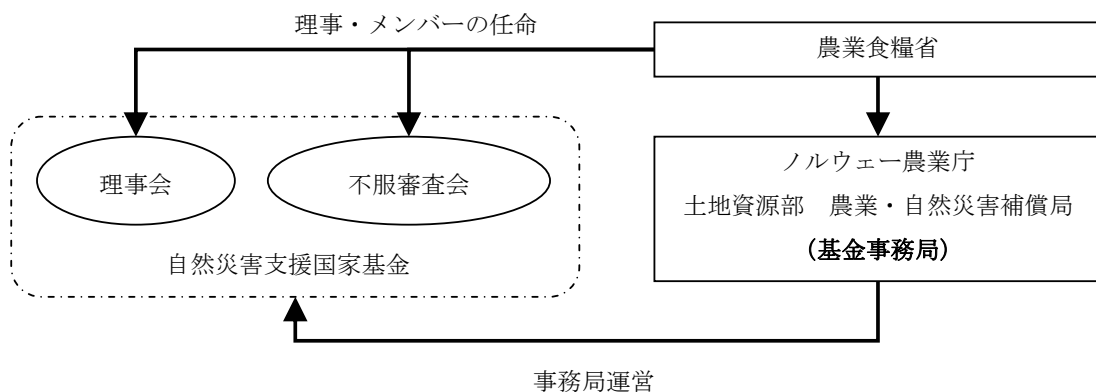 理事・メンバーの任命
農業食糧省
理事会
不服審査会
自然災害支援国家基金
ノルウェー農業庁
土地資源部　農業・自然災害補償局
(基金事務局)
事務局運営